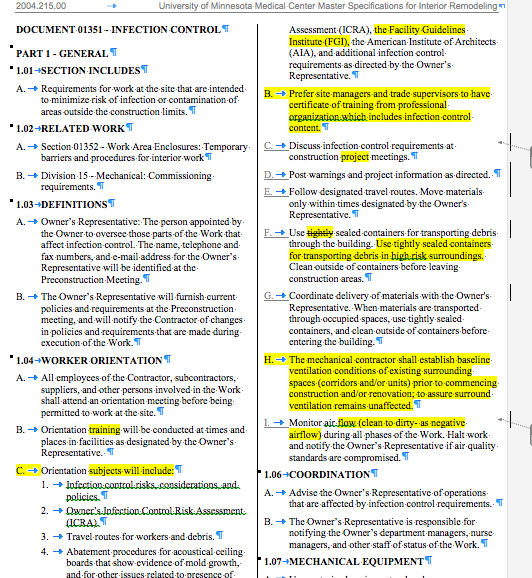 2004.215.00
University of Minnesota Medical Center Master Specifications for Interior Remodeling
DOCUMENT 01351 - INFECTION CONTROL
PART 1 - GENERAL
1.01 SECTION INCLUDES
A. Requirements for work at the site that are intended
to minimize risk of infection or contamination of
areas outside the construction limits.
1.02 RELATED WORK
A. Section 01352 - Work Area Enclosures: Temporary
barriers and procedures for interior work
B. Division 15 - Mechanical: Commissioning
requirements.
1.03 DEFINITIONS
A. Owner's Representative: The person appointed by
the Owner to oversee those parts of the Work that
affect infection control. The name, telephone and
fax numbers, and e-mail address for the Owner's
Representative will be identified at the
Preconstruction Meeting.
B. The Owner's Representative will furnish current
policies and requirements at the Preconstruction
meeting, and will notify the Contractor of changes
in policies and requirements that are made during
execution of the Work.
1.04 WORKER ORIENTATION
A. All employees of the Contractor, subcontractors,
suppliers, and other persons involved in the Work
shall attend an orientation meeting before being
permitted to work at the site.
B. Orientation training will be conducted at times and
places in facilities as designated by the Owner's
Representative.
C. Orientation subjects will include:
1. Infection control risks, considerations, and
policies.
2. Owner's Infection Control Risk Assessment
(ICRA).
3. Travel routes for workers and debris.
4. Abatement procedures for acoustical ceiling
boards that show evidence of mold growth,
and for other issues related to presence of
Assessment (ICRA), the Facility Guidelines
Institute (FGI), the American Institute of Architects
(AIA), and additional infection control
requirements as directed by the Owner's
Representative.
B. Prefer site managers and trade supervisors to have
certificate of training from professional
organization which includes infection control
content.
C. Discuss infection control requirements at
construction project meetings.
D. Post warnings and project information as directed.
E. Follow designated travel routes. Move materials
only within times designated by the Owner's
Representative.
F. Use tightly sealed containers for transporting debris
through the building. Use tightly sealed containers
for transporting debris in high risk surroundings.
Clean outside of containers before leaving
construction areas.
G. Coordinate delivery of materials with the Owner's
Representative. When materials are transported
through occupied spaces, use tightly sealed
containers, and clean outside of containers before
entering the building.
H. The mechanical contractor shall establish baseline
ventilation conditions of existing surrounding
spaces (corridors and/or units) prior to commencing
construction and/or renovation; to assure surround
ventilation remains unaffected.
I. Monitor air flow (clean to dirty - as negative
airflow) during all phases of the Work. Halt work
and notify the Owner's Representative if air quality
standards are compromised.
1.06 COORDINATION
A. Advise the Owner's Representative of operations
that are affected by infection control requirements.
B. The Owner's Representative is responsible for
notifying the Owner's department managers, nurse
managers, and other staff of status of the Work.
1.07 MECHANICAL EQUIPMENT